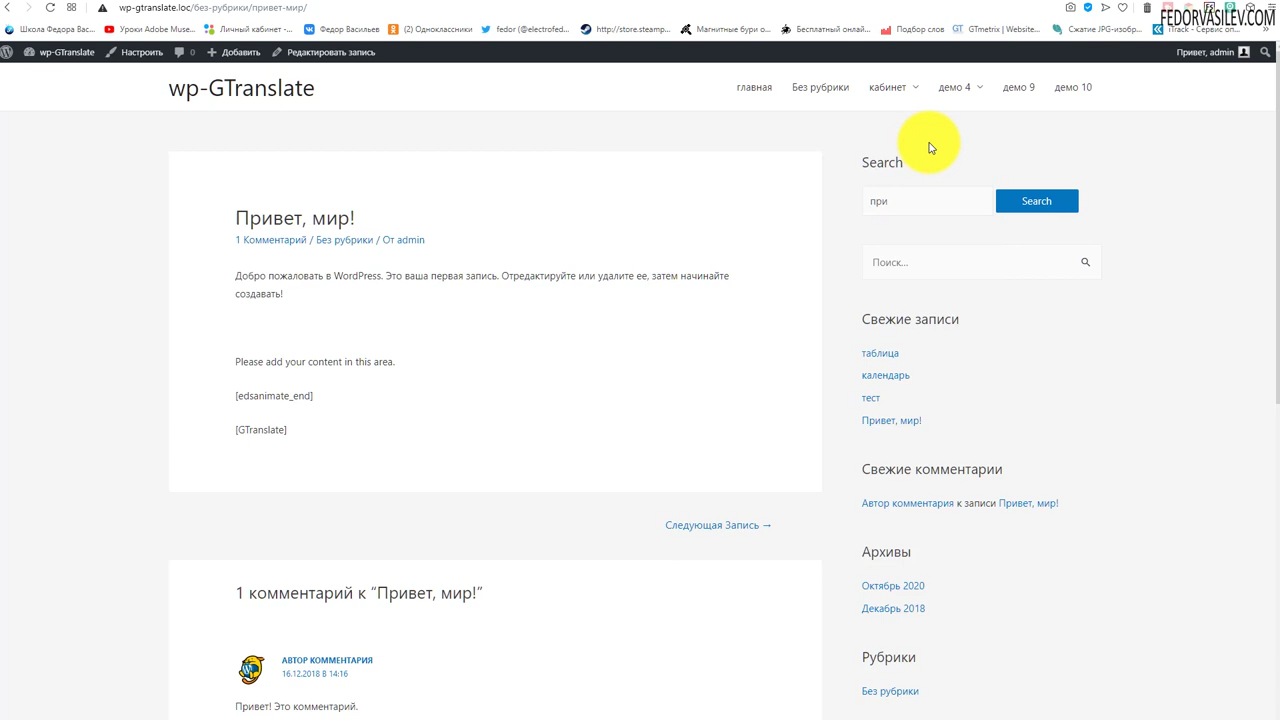 wp-gtranslate.loc/без-рубрики/привет-мир/
FEDORVASILEV.COM
Школа Федора Ва...
Уроки Adobe Muse...
Личный кабинет -...
Федор Васильев
(2) Одноклассники
fedor (@electrofed...
http://store.steamp...
Магнитные бури о...
Бесплатный онлай...
Подбор слов
GTmetrix | Website...
Сжатие JPG-изобр...
iTrack - Сервис оп...
wp-GTranslate
Настроить
0
Добавить
Редактировать запись
Привет, admin
wp-GTranslate
главная
Без рубрики
кабинет
демо 4
демо 9
демо 10
Привет, мир!
1 Комментарий / Без рубрики / От admin
Добро пожаловать в WordPress. Это ваша первая запись. Отредактируйте или удалите ее, затем начинайте
создавать!
Please add your content in this area.
[edsanimate_end]
[GTranslate]
Следующая Запись →
1 комментарий к “Привет, мир!”
АВТОР КОММЕНТАРИЯ
16.12.2018 В 14:16
Привет! Это комментарий.
Search
при
Search
Поиск...
Свежие записи
таблица
календарь
тест
Привет, мир!
Свежие комментарии
Автор комментария к записи Привет, мир!
Архивы
Октябрь 2020
Декабрь 2018
Рубрики
Без рубрики